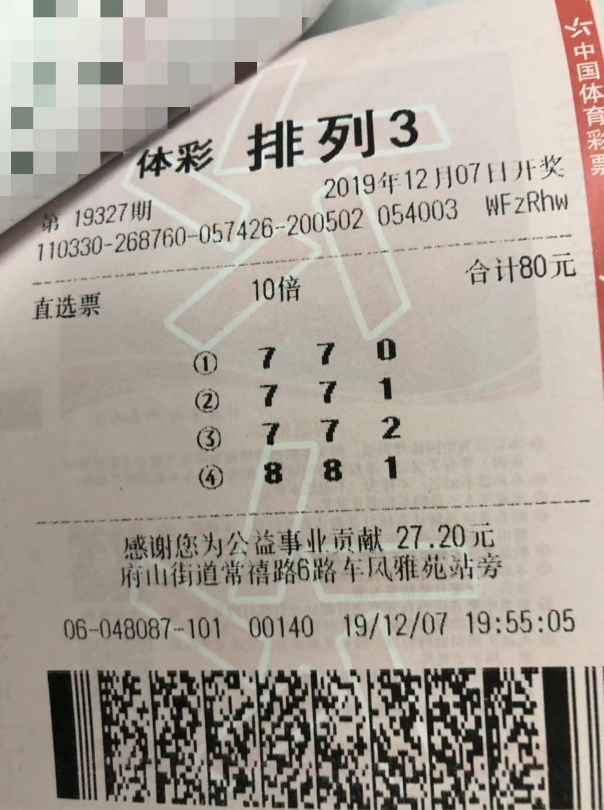 中国体育彩票
体彩 排列3
第 19327期 2019年12月07日开奖
110330-268760-057426-200502 054003 WFzRhw
直选票 10倍 合计80元
① 7 7 0
② 7 7 1
③ 7 7 2
④ 8 8 1
感谢您为公益事业贡献 27.20元
府山街道常禧路6路车风雅苑站旁
06-048087-101 00140 19/12/07 19:55:05